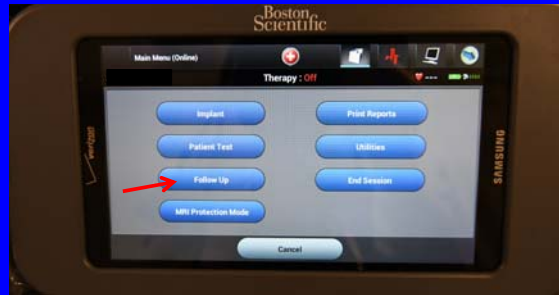 Boston
Scientific
Main Menu (Online)
Therapy : Off
---
Implant
Print Reports
Patient Test
Utilities
Follow Up
End Session
MRI Protection Mode
Cancel
verizon
SAMSUNG